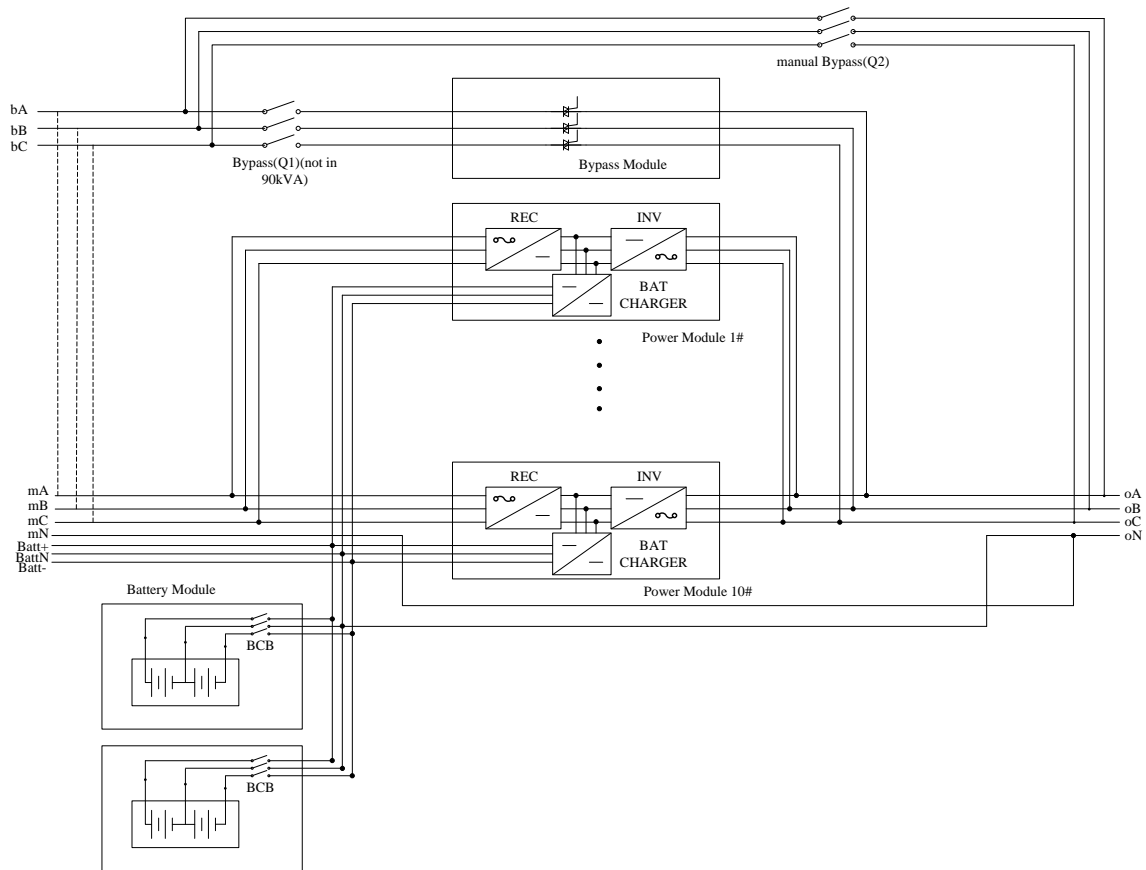 manual Bypass(Q2)
bA
bB
bC
Bypass(Q1)(not in
90kVA)
Bypass Module
REC
INV
BAT
CHARGER
Power Module 1#
REC
INV
mA
mB
mC
mN
Batt+
BattN
Batt-
oA
oB
oC
oN
BAT
CHARGER
Power Module 10#
Battery Module
BCB
BCB